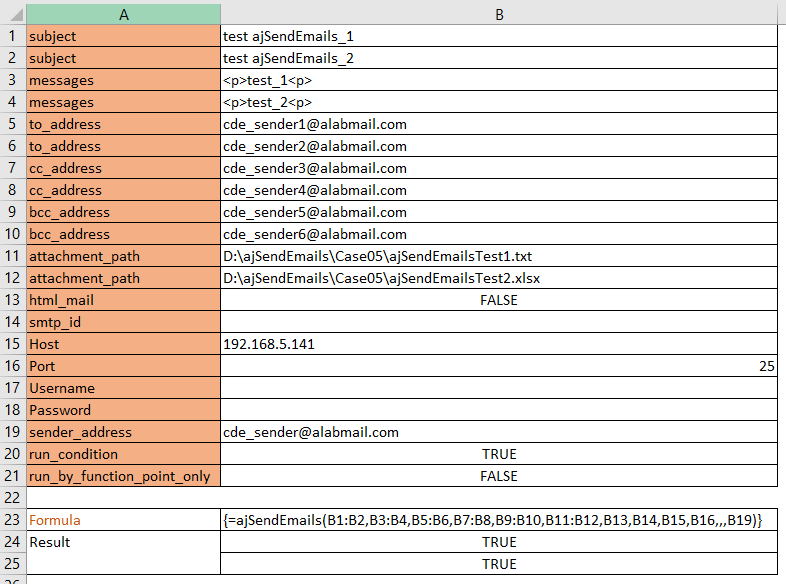 A B
1 subject test ajSendEmails_1
2 subject test ajSendEmails_2
3 messages <p>test_1<p>
4 messages <p>test_2<p>
5 to_address cde_sender1@alabmail.com
6 to_address cde_sender2@alabmail.com
7 cc_address cde_sender3@alabmail.com
8 cc_address cde_sender4@alabmail.com
9 bcc_address cde_sender5@alabmail.com
10 bcc_address cde_sender6@alabmail.com
11 attachment_path D:\ajSendEmails\Case05\ajSendEmailsTest1.txt
12 attachment_path D:\ajSendEmails\Case05\ajSendEmailsTest2.xlsx
13 html_mail FALSE
14 smtp_id
15 Host 192.168.5.141
16 Port 25
17 Username
18 Password
19 sender_address cde_sender@alabmail.com
20 run_condition TRUE
21 run_by_function_point_only FALSE
22
23 Formula {=ajSendEmails(B1:B2,B3:B4,B5:B6,B7:B8,B9:B10,B11:B12,B13,B14,B15,B16,,,B19)}
24 Result TRUE
25 TRUE